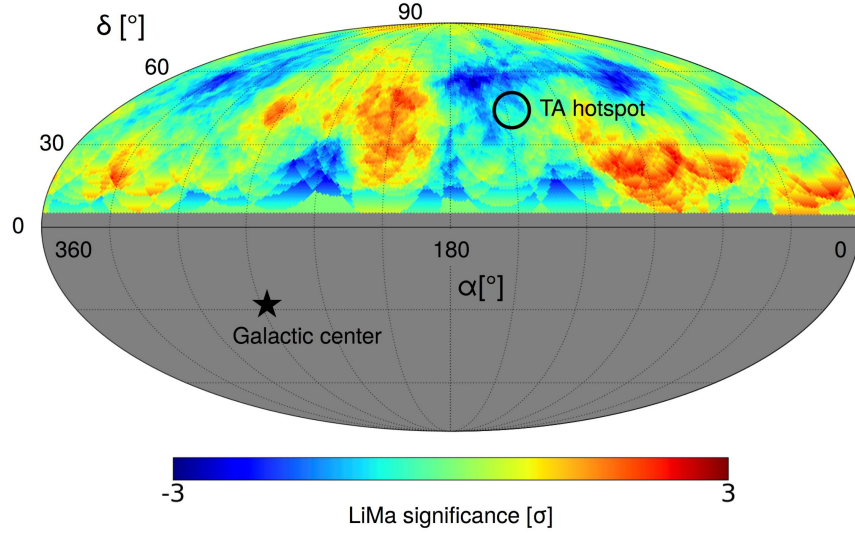 90
δ [°]
60
TA hotspot
30
0
360
180
0
α[°]
Galactic center
-3
3
LiMa significance [σ]